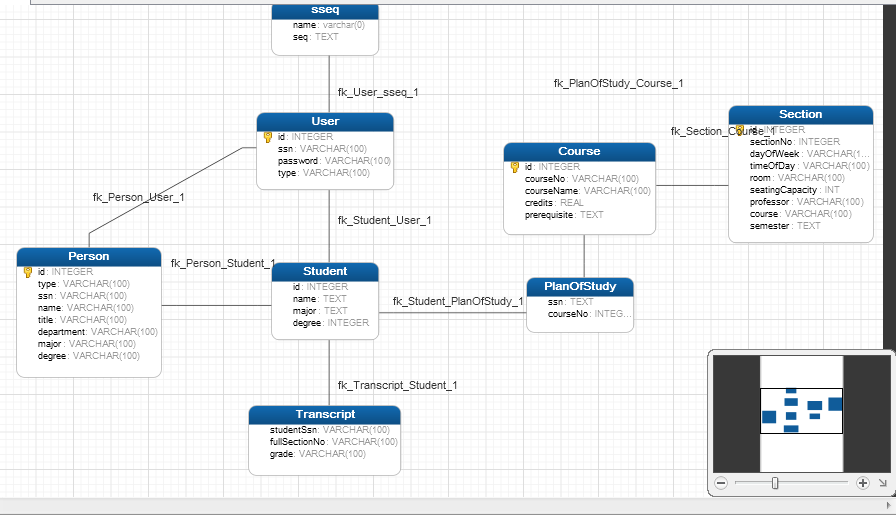 sseq
name: varchar(0)
seq: TEXT
fk_User_sseq_1
User
id: INTEGER
ssn: VARCHAR(100)
password: VARCHAR(100)
type: VARCHAR(100)
fk_PlanOfStudy_Course_1
Section
id: INTEGER
sectionNo: INTEGER
dayOfWeek: VARCHAR(1...
timeOfDay: VARCHAR(100)
room: VARCHAR(100)
seatingCapacity: INT
professor: VARCHAR(100)
course: VARCHAR(100)
semester: TEXT
fk_Section_Course_1
Course
id: INTEGER
courseNo: VARCHAR(100)
courseName: VARCHAR(100)
credits: REAL
prerequisite: TEXT
fk_Person_User_1
fk_Student_User_1
Person
id: INTEGER
type: VARCHAR(100)
ssn: VARCHAR(100)
name: VARCHAR(100)
title: VARCHAR(100)
department: VARCHAR(100)
major: VARCHAR(100)
degree: VARCHAR(100)
fk_Person_Student_1
Student
id: INTEGER
name: TEXT
major: TEXT
degree: INTEGER
fk_Student_PlanOfStudy_1
PlanOfStudy
ssn: TEXT
courseNo: INTEG...
fk_Transcript_Student_1
Transcript
studentSsn: VARCHAR(100)
fullSectionNo: VARCHAR(100)
grade: VARCHAR(100)